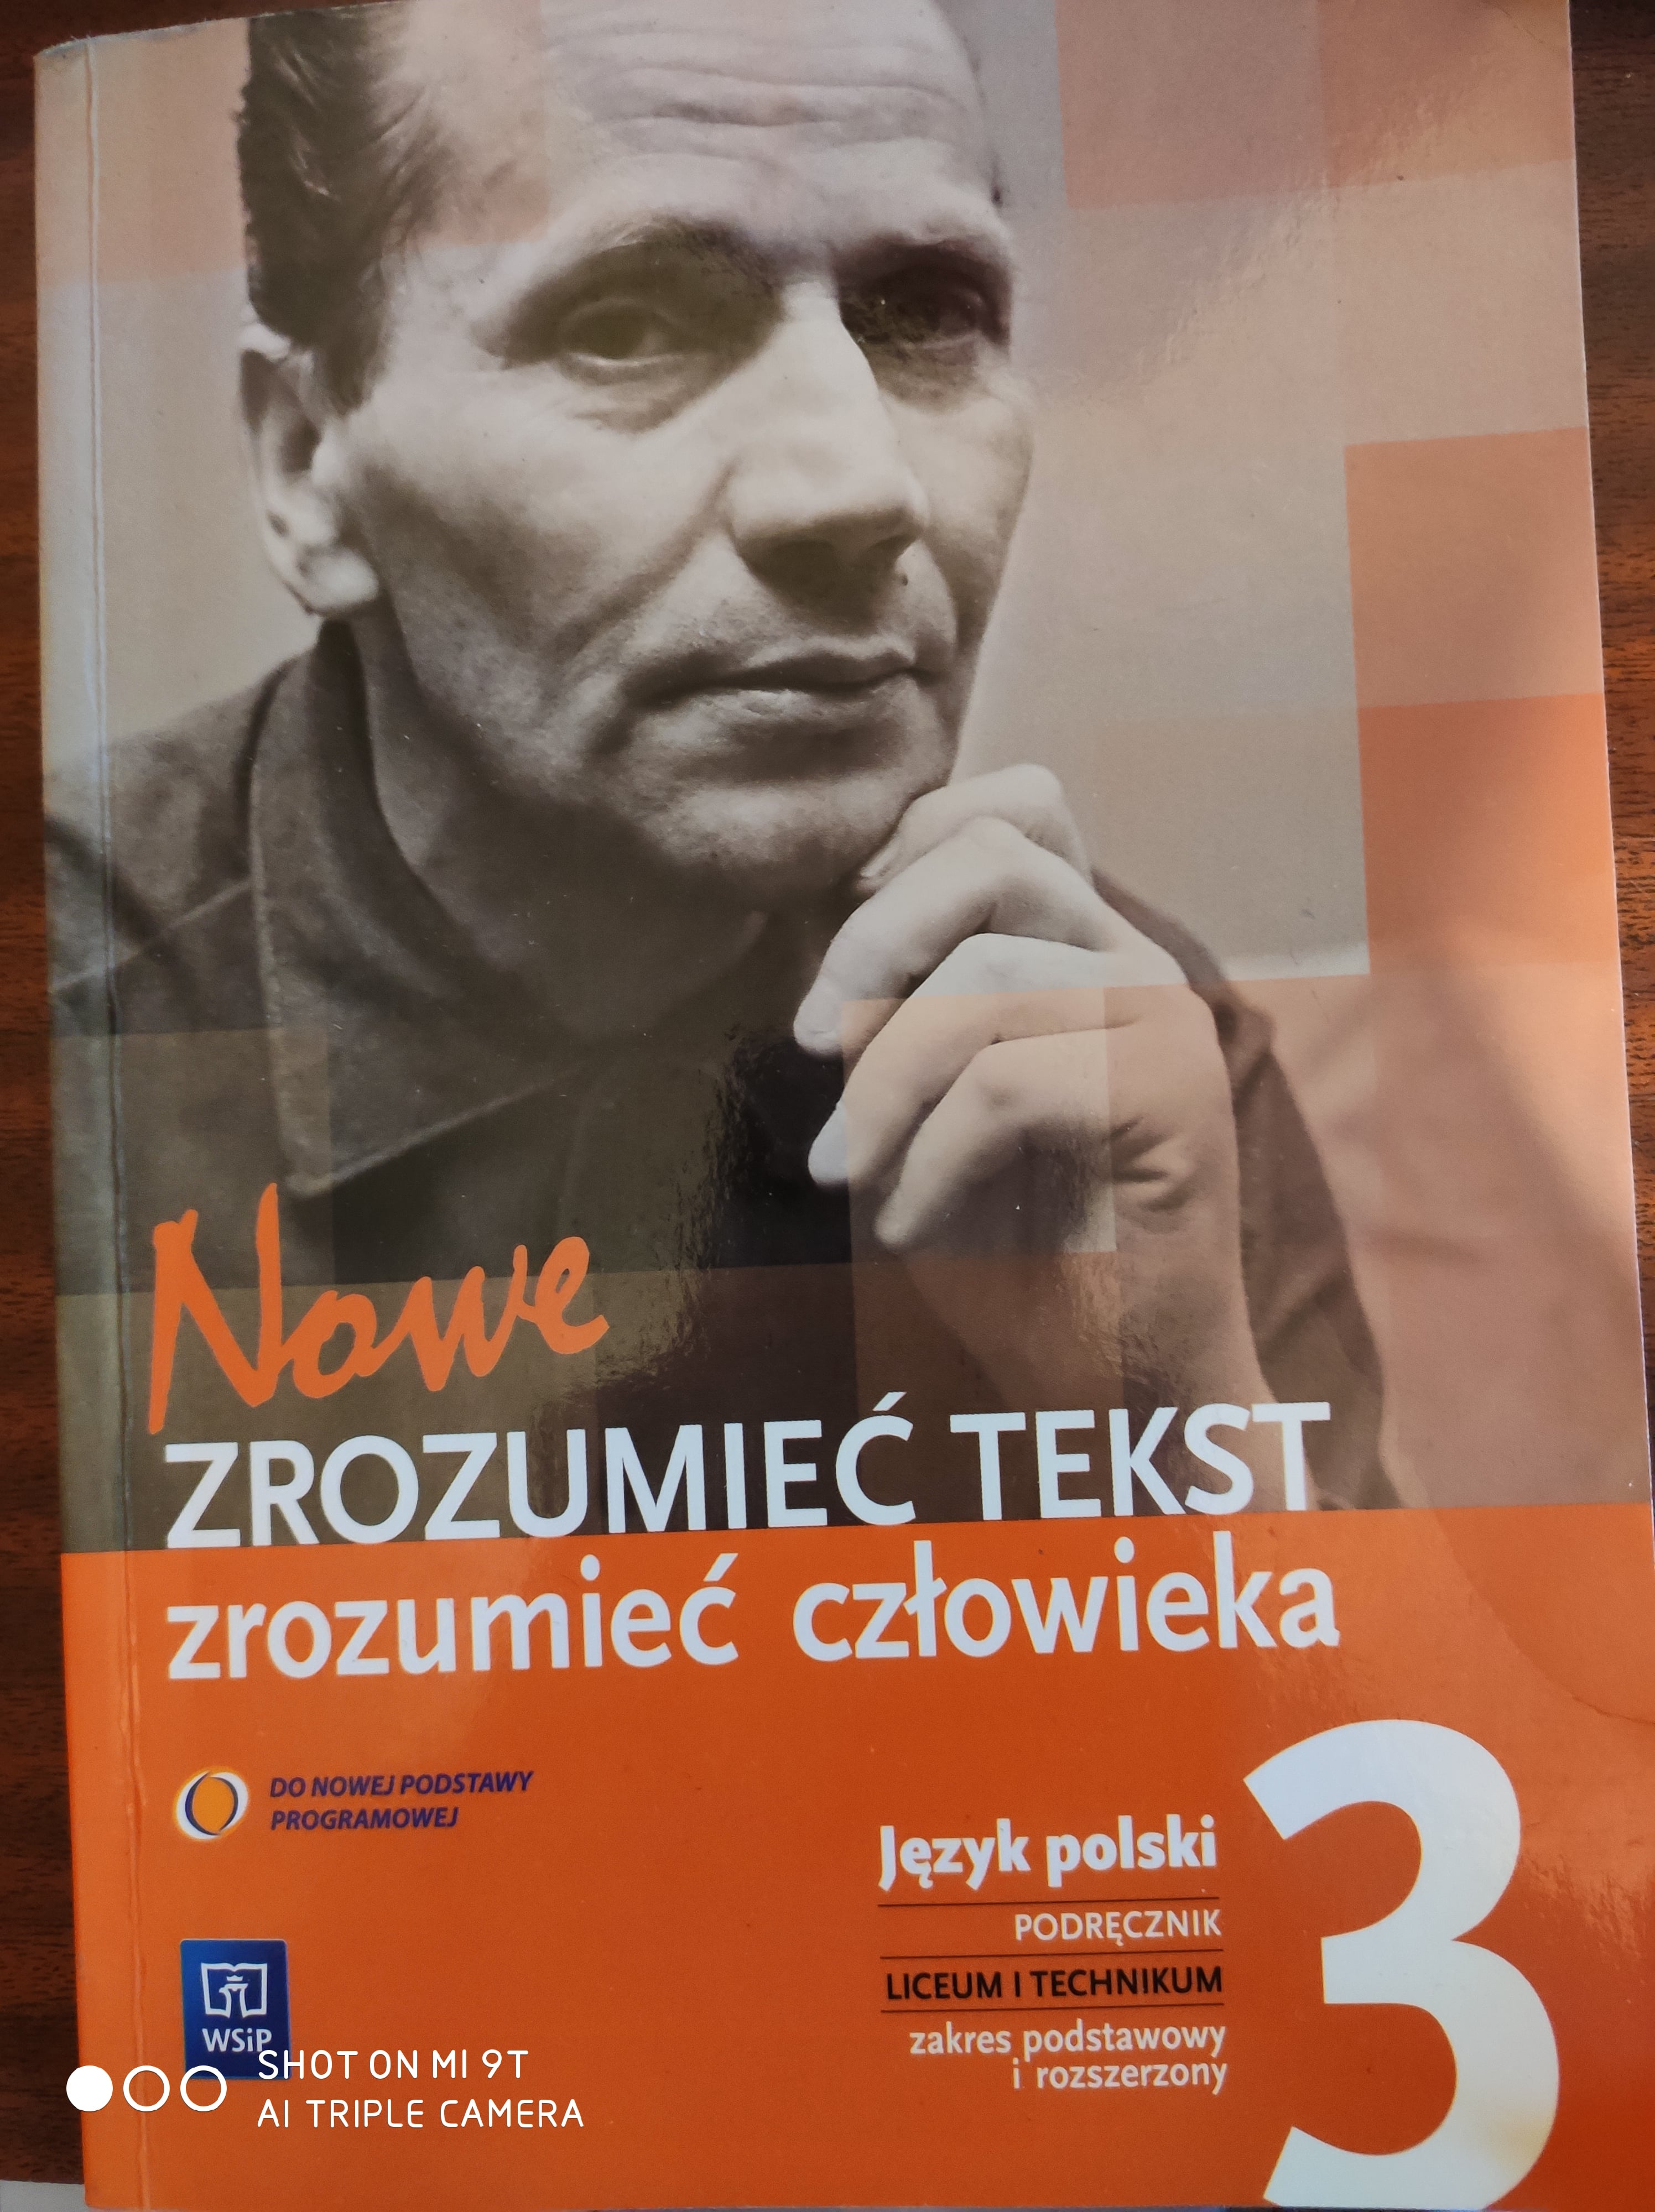 Nowe
ZROZUMIEĆ TEKST
zrozumieć człowieka
DO NOWEJ PODSTAWY
PROGRAMOWEJ
Język polski
PODRĘCZNIK
LICEUM I TECHNIKUM
zakres podstawowy
i rozszerzony
3
WSiP
SHOT ON MI 9T
AI TRIPLE CAMERA